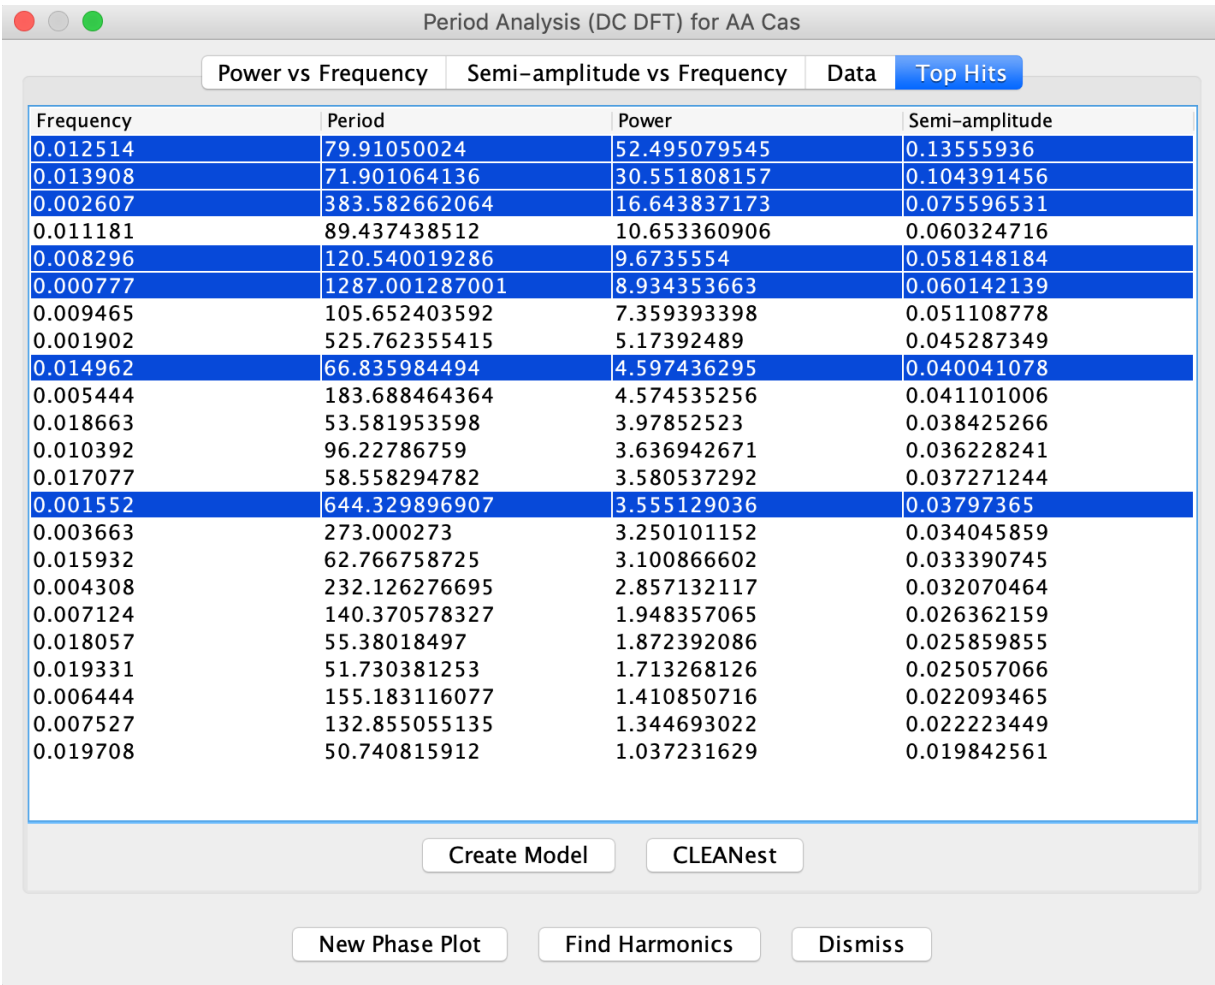 Period Analysis (DC DFT) for AA Cas
Power vs Frequency Semi-amplitude vs Frequency Data Top Hits
Frequency Period Power Semi-amplitude
0.012514 79.91050024 52.495079545 0.13555936
0.013908 71.901064136 30.551808157 0.104391456
0.002607 383.582662064 16.643837173 0.075596531
0.011181 89.437438512 10.653360906 0.060324716
0.008296 120.540019286 9.6735554 0.058148184
0.000777 1287.001287001 8.934353663 0.060142139
0.009465 105.652403592 7.359393398 0.051108778
0.001902 525.762355415 5.17392489 0.045287349
0.014962 66.835984494 4.597436295 0.040041078
0.005444 183.688464364 4.574535256 0.041101006
0.018663 53.581953598 3.97852523 0.038425266
0.010392 96.22786759 3.636942671 0.036228241
0.017077 58.558294782 3.580537292 0.037271244
0.001552 644.329896907 3.555129036 0.03797365
0.003663 273.000273 3.250101152 0.034045859
0.015932 62.766758725 3.100866602 0.033390745
0.004308 232.126276695 2.857132117 0.032070464
0.007124 140.370578327 1.948357065 0.026362159
0.018057 55.38018497 1.872392086 0.025859855
0.019331 51.730381253 1.713268126 0.025057066
0.006444 155.183116077 1.410850716 0.022093465
0.007527 132.855055135 1.344693022 0.022223449
0.019708 50.740815912 1.037231629 0.019842561
Create Model CLEANest
New Phase Plot Find Harmonics Dismiss